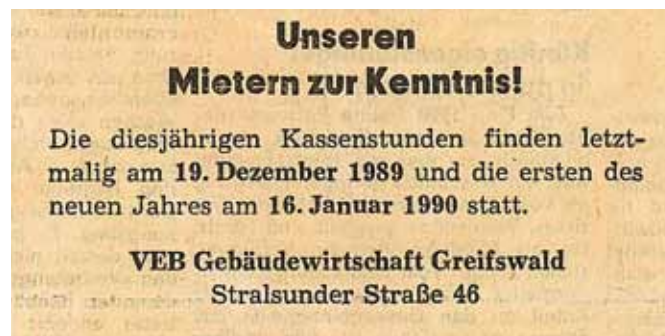 Unseren
Mietern zur Kenntnis!
Die diesjährigen Kassenstunden finden letzt-
malig am 19. Dezember 1989 und die ersten des
neuen Jahres am 16. Januar 1990 statt.
VEB Gebäudewirtschaft Greifswald
Stralsunder Straße 46